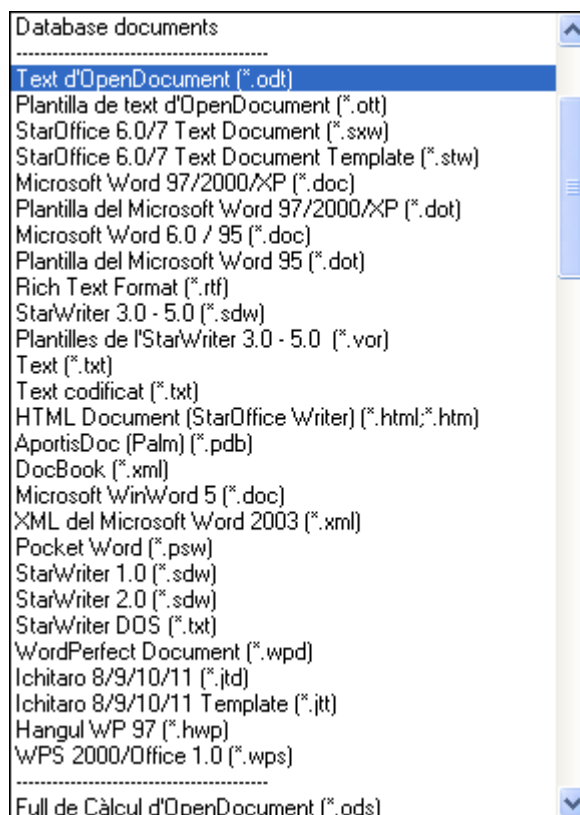 Database documents
----------------------------------------
Text d'OpenDocument (*.odt)
Plantilla de text d'OpenDocument (*.ott)
StarOffice 6.0/7 Text Document (*.sxw)
StarOffice 6.0/7 Text Document Template (*.stw)
Microsoft Word 97/2000/XP (*.doc)
Plantilla del Microsoft Word 97/2000/XP (*.dot)
Microsoft Word 6.0 / 95 (*.doc)
Plantilla del Microsoft Word 95 (*.dot)
Rich Text Format (*.rtf)
StarWriter 3.0 - 5.0 (*.sdw)
Plantilles de l'StarWriter 3.0 - 5.0  (*.vor)
Text (*.txt)
Text codificat (*.txt)
HTML Document (StarOffice Writer) (*.html;*.htm)
AportisDoc (Palm) (*.pdb)
DocBook (*.xml)
Microsoft WinWord 5 (*.doc)
XML del Microsoft Word 2003 (*.xml)
Pocket Word (*.psw)
StarWriter 1.0 (*.sdw)
StarWriter 2.0 (*.sdw)
StarWriter DOS (*.txt)
WordPerfect Document (*.wpd)
Ichitaro 8/9/10/11 (*.jtd)
Ichitaro 8/9/10/11 Template (*.jtt)
Hangul WP 97 (*.hwp)
WPS 2000/Office 1.0 (*.wps)
----------------------------------------
Full de Càlcul d'OpenDocument (*.ods)